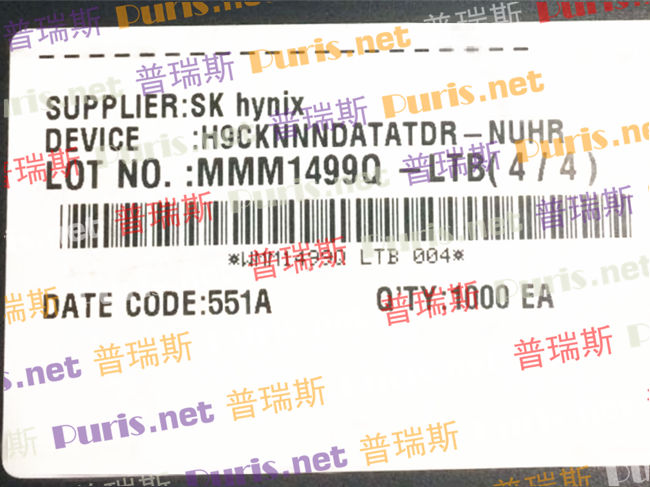 SUPPLIER:SK hynix
DEVICE :H9CKNNNDATATDR-NUHR
LOT NO. :MMM1499Q -LTB(4/4)
*WMM1499Q LTB 004*
DATE CODE:551A Q'TY:1000 EA
普瑞斯 Puris.net